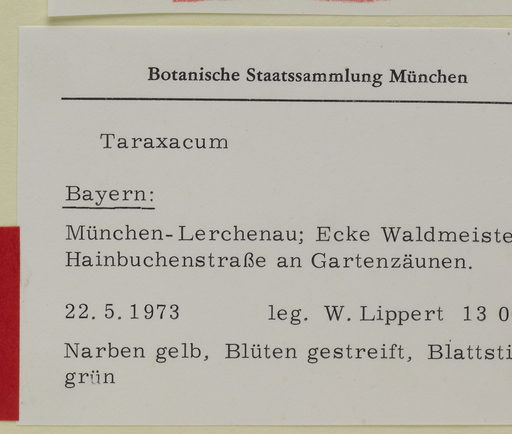 Botanische Staatssammlung München
Taraxacum
Bayern:
München-Lerchenau; Ecke Waldmeiste
Hainbuchenstraße an Gartenzäunen.
22.5.1973 leg. W. Lippert 13 0
Narben gelb, Blüten gestreift, Blattsti
grün